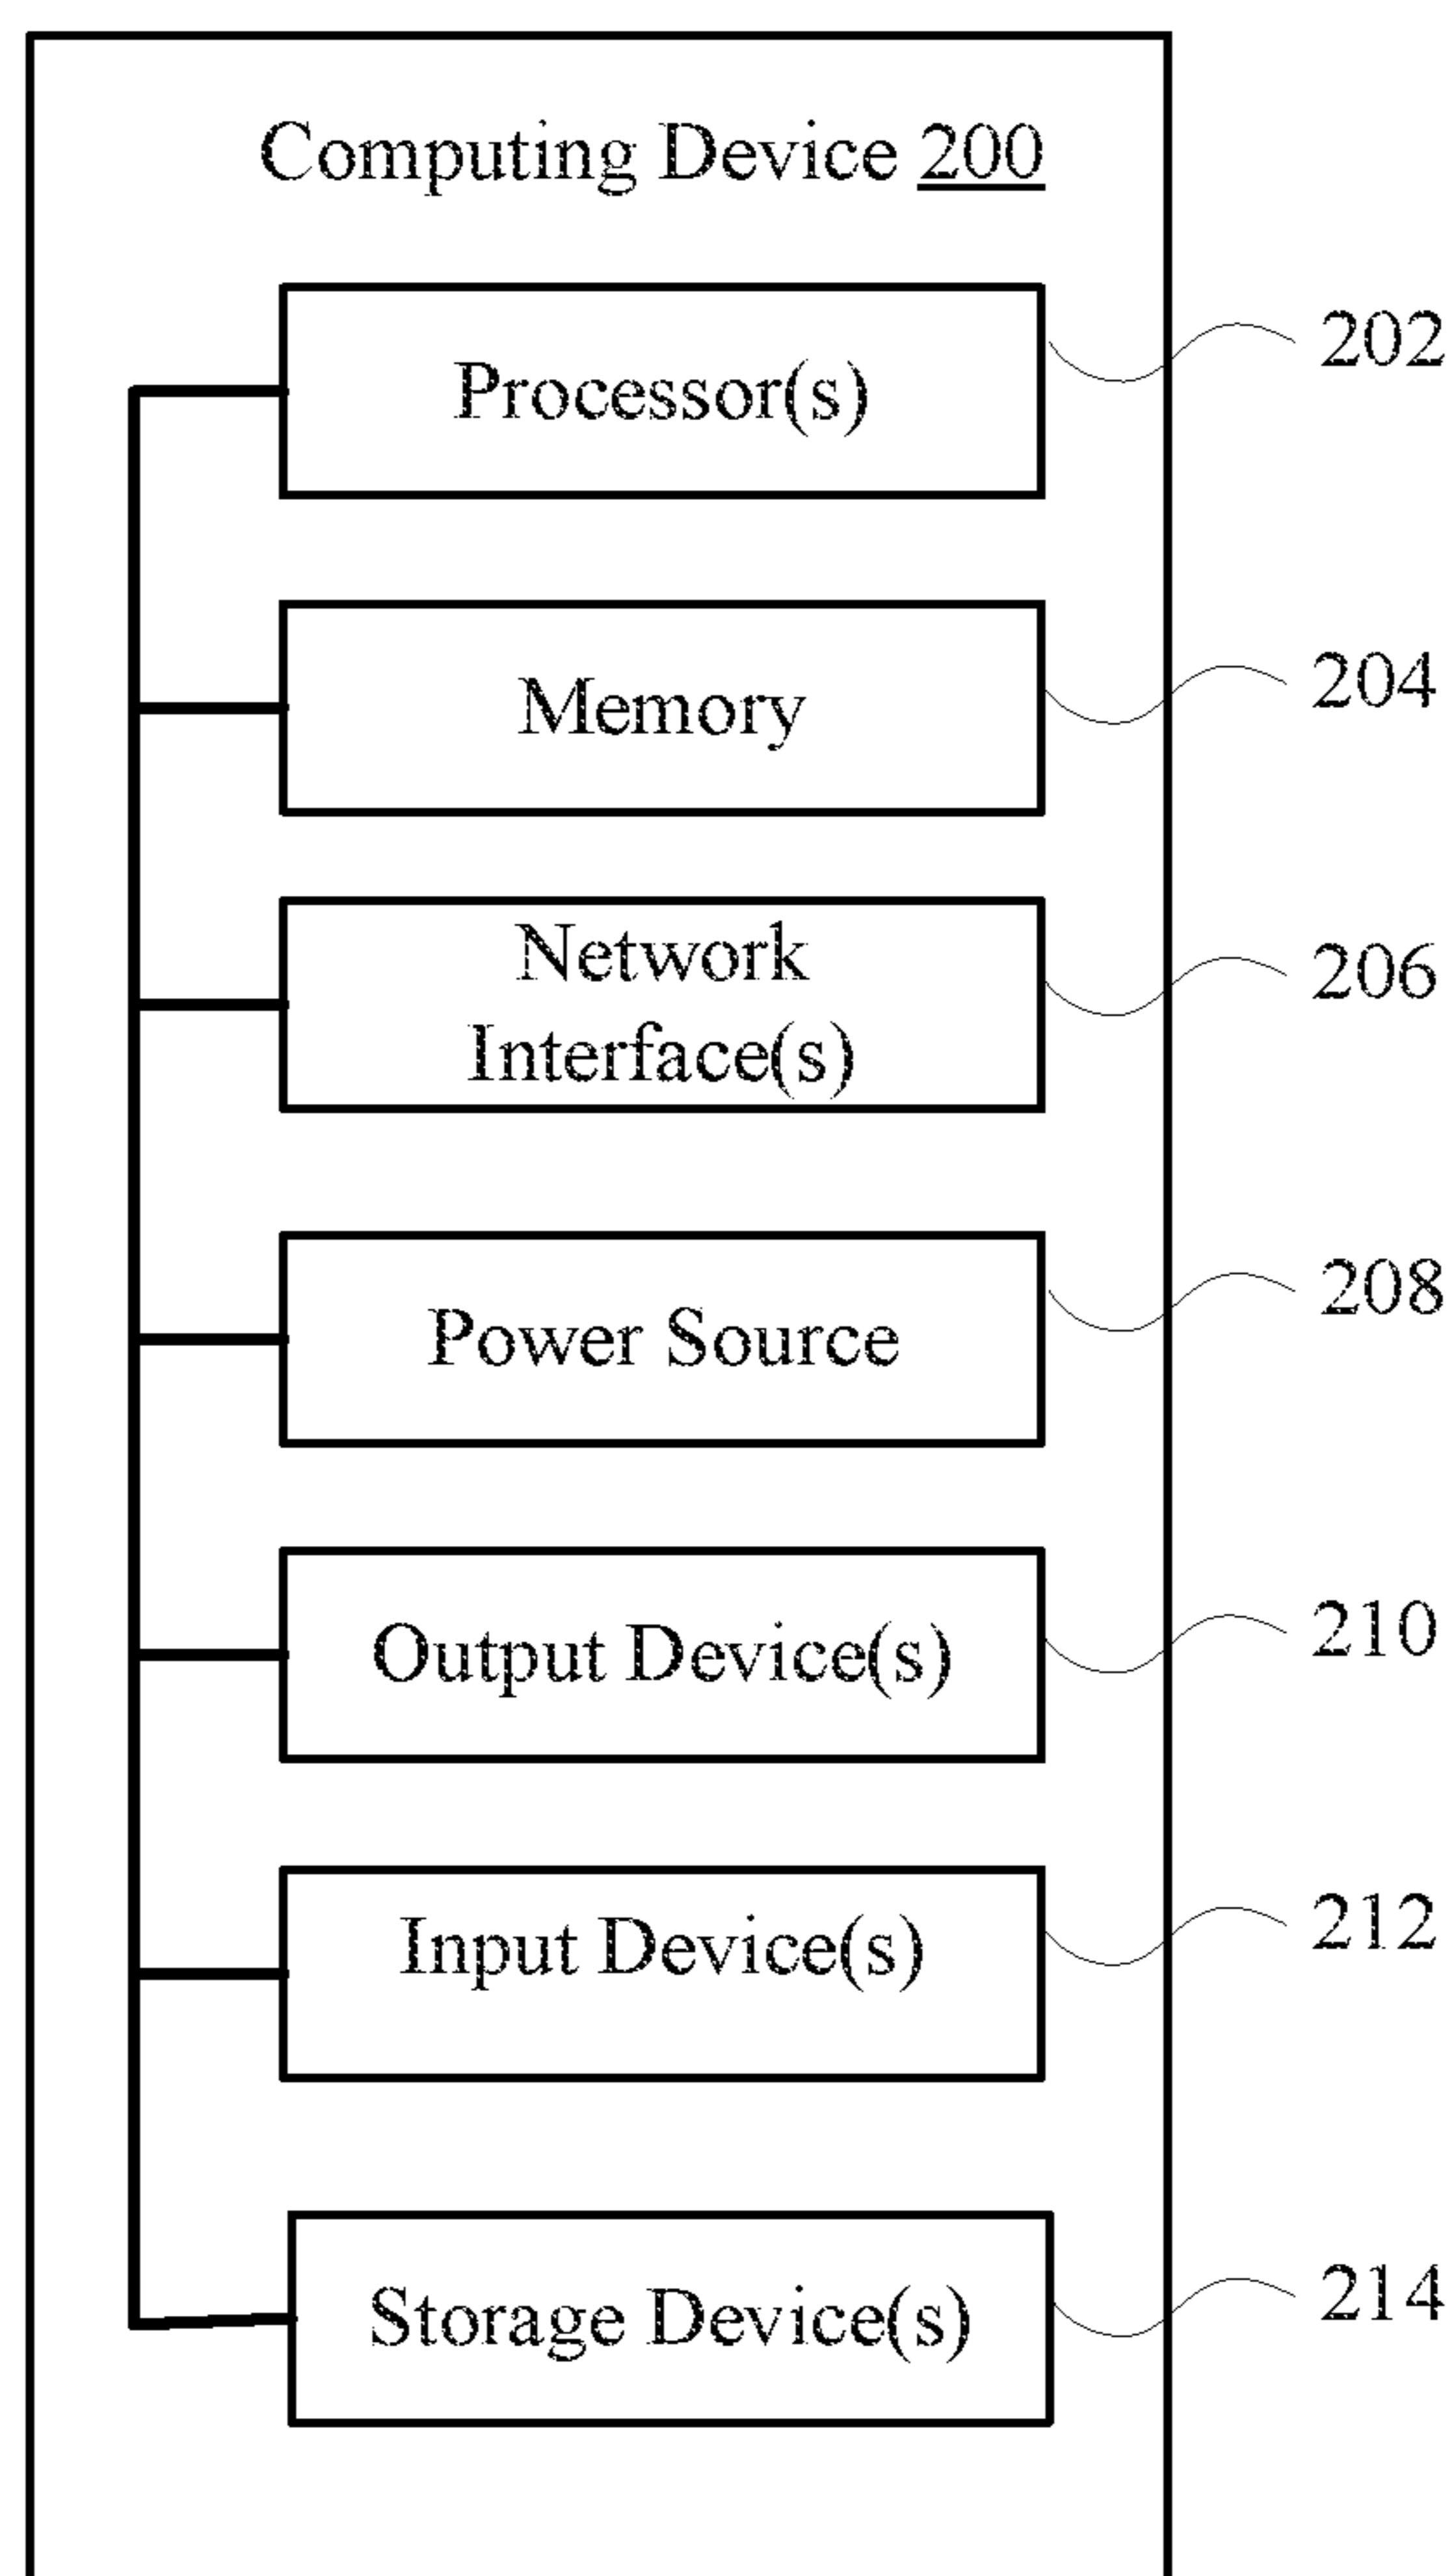 Computing Device 200
Processor(s)
202
Memory
204
Network
Interface(s)
206
Power Source
208
Output Device(s)
210
Input Device(s)
212
Storage Device(s)
214